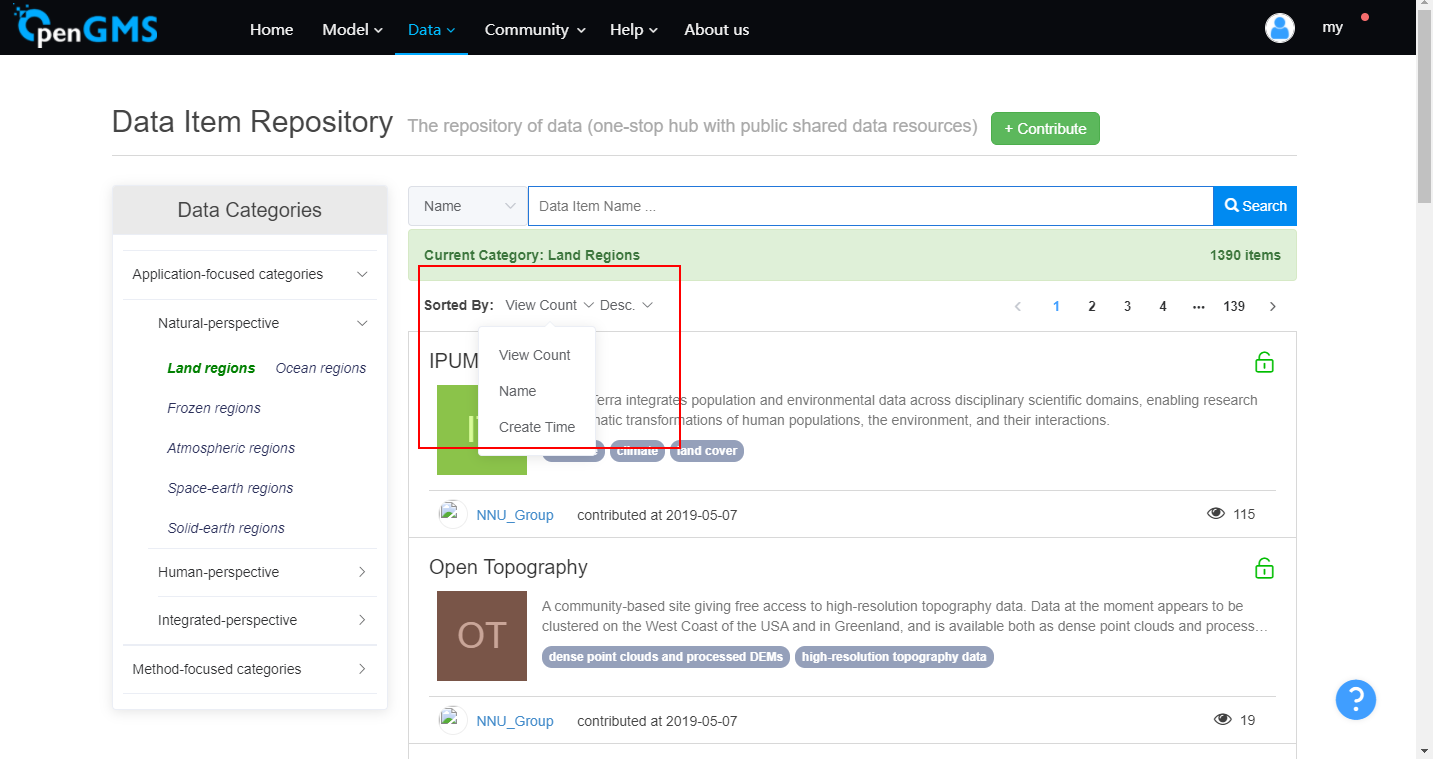 OpenGMS
Home Model Data Community Help About us my
Data Item Repository The repository of data (one-stop hub with public shared data resources) + Contribute
Data Categories
Application-focused categories
Natural-perspective
Land regions Ocean regions
Frozen regions
Atmospheric regions
Space-earth regions
Solid-earth regions
Human-perspective
Integrated-perspective
Method-focused categories
Name Data Item Name ... Search
Current Category: Land Regions 1390 items
Sorted By: View Count Desc. 1 2 3 4 ••• 139
View Count
Name
Create Time
IPUM
Terra integrates population and environmental data across disciplinary scientific domains, enabling research
matic transformations of human populations, the environment, and their interactions.
climate land cover
NNU_Group contributed at 2019-05-07 115
Open Topography
OT
A community-based site giving free access to high-resolution topography data. Data at the moment appears to be
clustered on the West Coast of the USA and in Greenland, and is available both as dense point clouds and process…
dense point clouds and processed DEMs high-resolution topography data
NNU_Group contributed at 2019-05-07 19
?